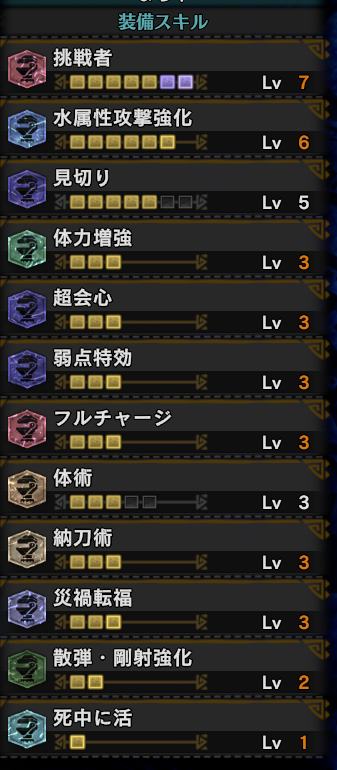 装備スキル
挑戦者
Lv 7
水属性攻撃強化
Lv 6
見切り
Lv 5
体力増強
Lv 3
超会心
Lv 3
弱点特効
Lv 3
フルチャージ
Lv 3
体術
Lv 3
納刀術
Lv 3
災禍転福
Lv 3
散弾・剛射強化
Lv 2
死中に活
Lv 1